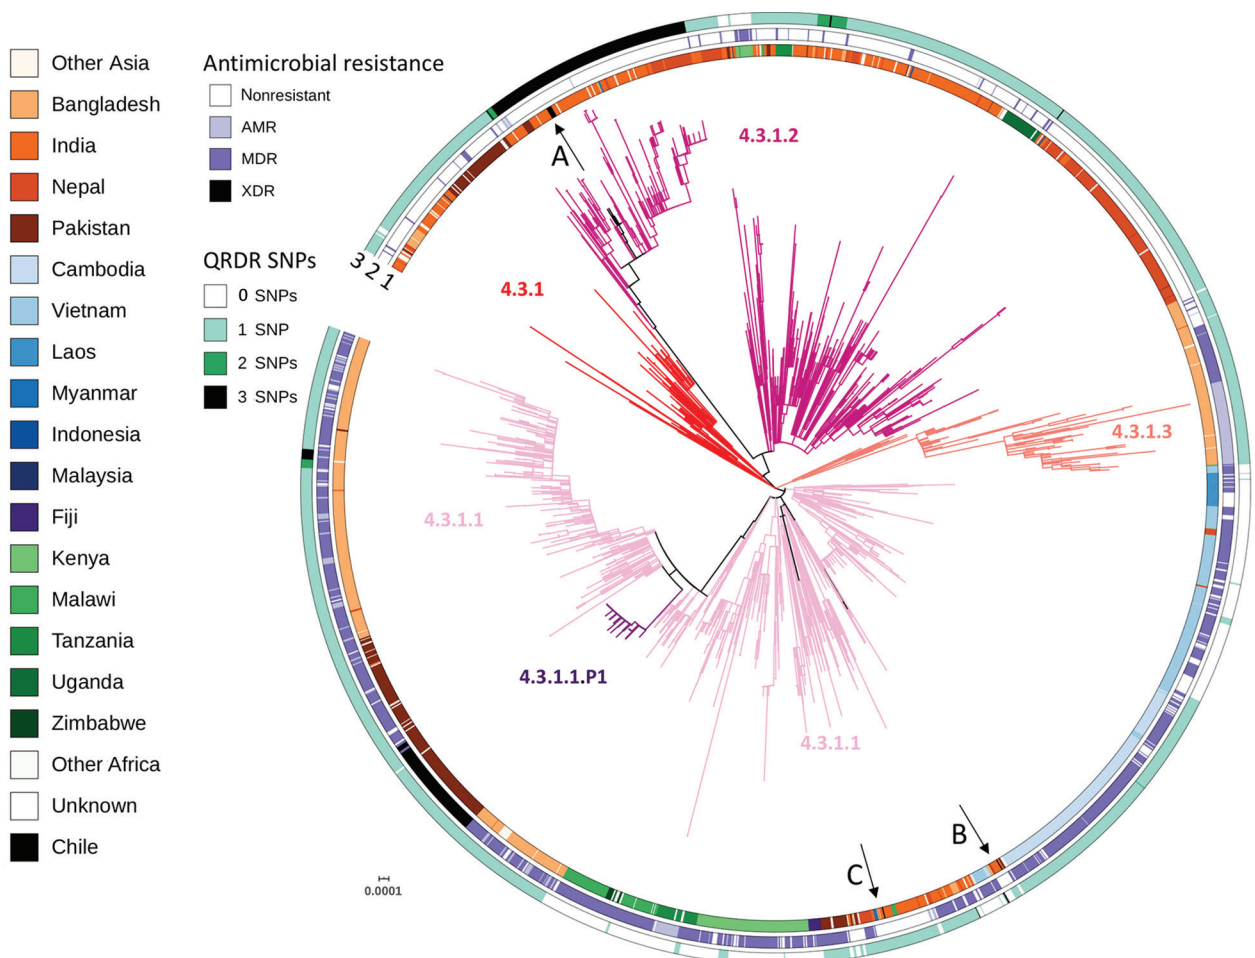 Other Asia
Bangladesh
India
Nepal
Pakistan
Cambodia
Vietnam
Laos
Myanmar
Indonesia
Malaysia
Fiji
Kenya
Malawi
Tanzania
Uganda
Zimbabwe
Other Africa
Unknown
Chile
Antimicrobial resistance
Nonresistant
AMR
MDR
XDR
QRDR SNPs
0 SNPs
1 SNP
2 SNPs
3 SNPs
3 2 1
A
4.3.1.2
4.3.1
4.3.1.3
4.3.1.1
4.3.1.1.P1
4.3.1.1
B
C
0.0001